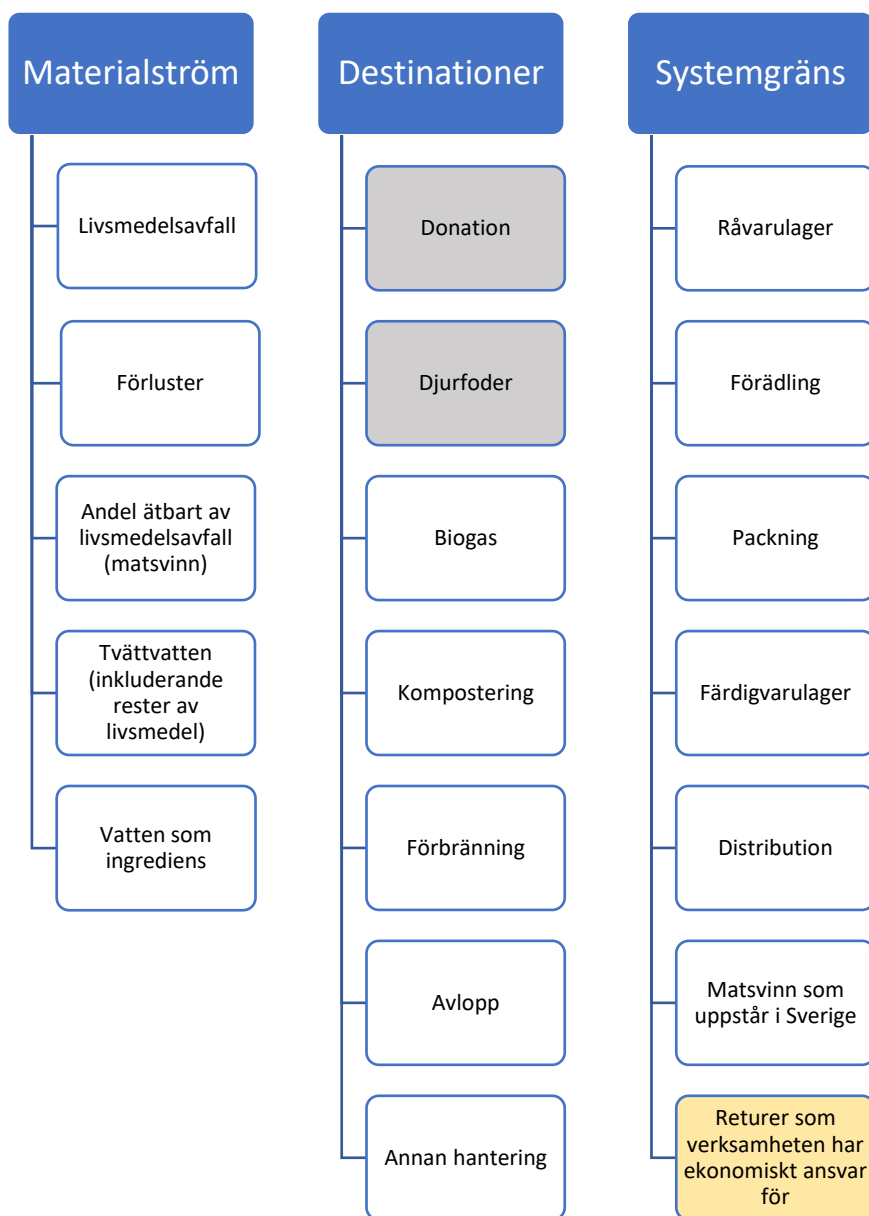 Materialström
Livsmedelsavfall
Förluster
Andel ätbart av
livsmedelsavfall
(matsvinn)
Tvättvatten
(inkluderande
rester av
livsmedel)
Vatten som
ingrediens
Destinationer
Donation
Djurfoder
Biogas
Kompostering
Förbränning
Avlopp
Annan hantering
Systemgräns
Råvarulager
Förädling
Packning
Färdigvarulager
Distribution
Matsvinn som
uppstår i Sverige
Returer som
verksamheten har
ekonomiskt ansvar
för